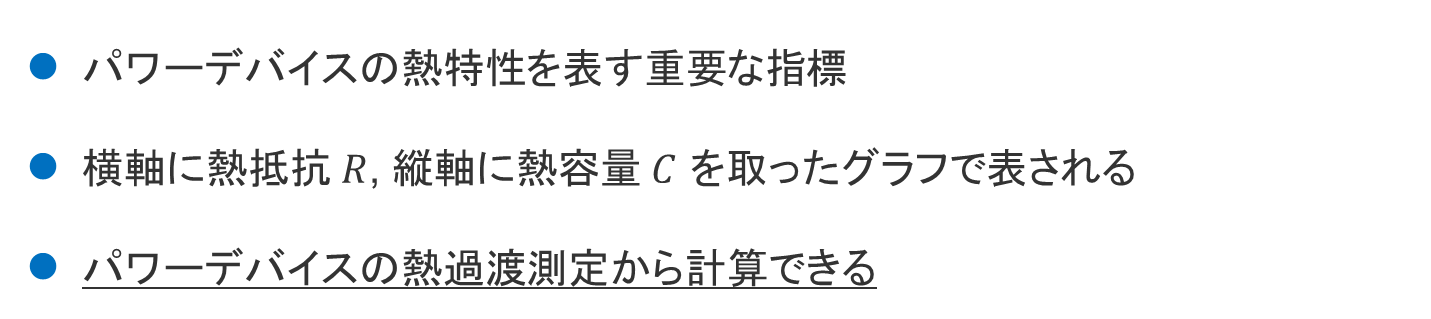 ● パワーデバイスの熱特性を表す重要な指標
● 横軸に熱抵抗 R, 縦軸に熱容量 C を取ったグラフで表される
● パワーデバイスの熱過渡測定から計算できる